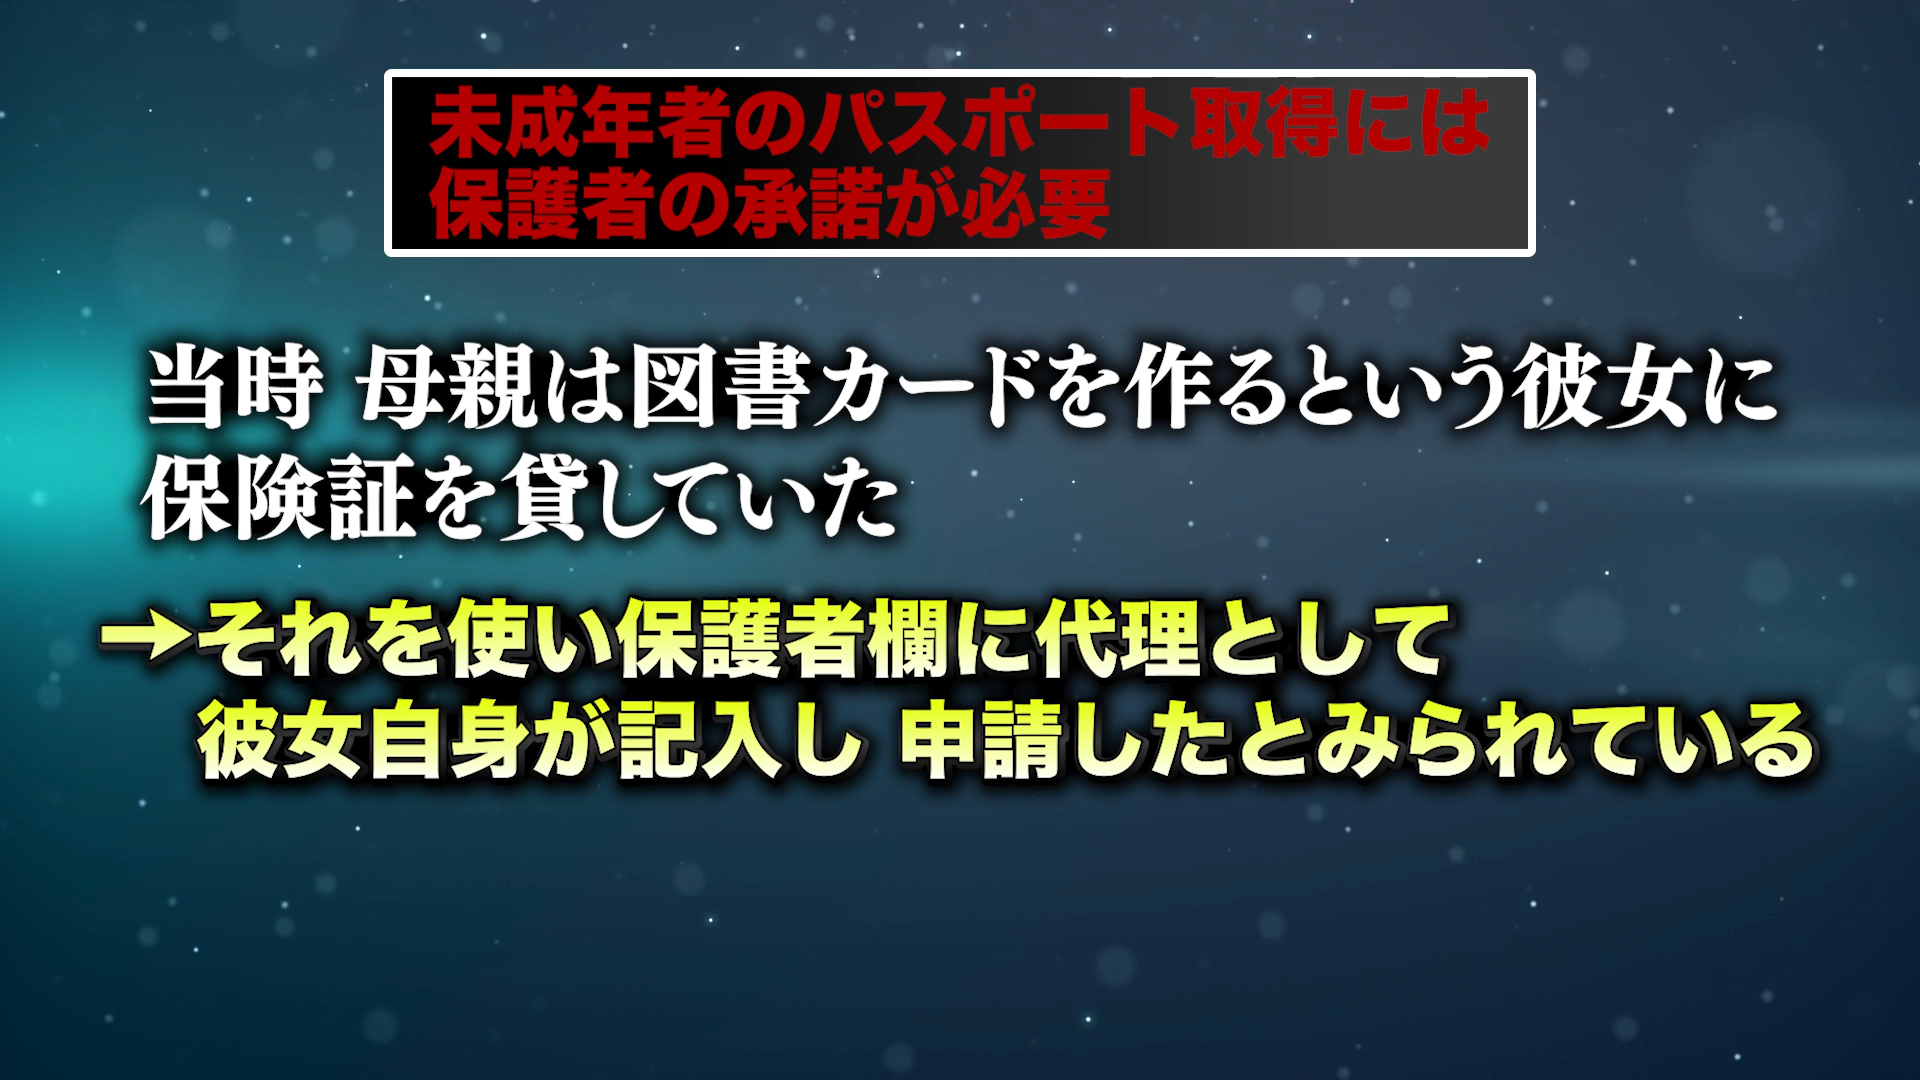 未成年者のパスポート取得には
保護者の承諾が必要
当時 母親は図書カードを作るという彼女に
保険証を貸していた
→それを使い保護者欄に代理として
彼女自身が記入し 申請したとみられている